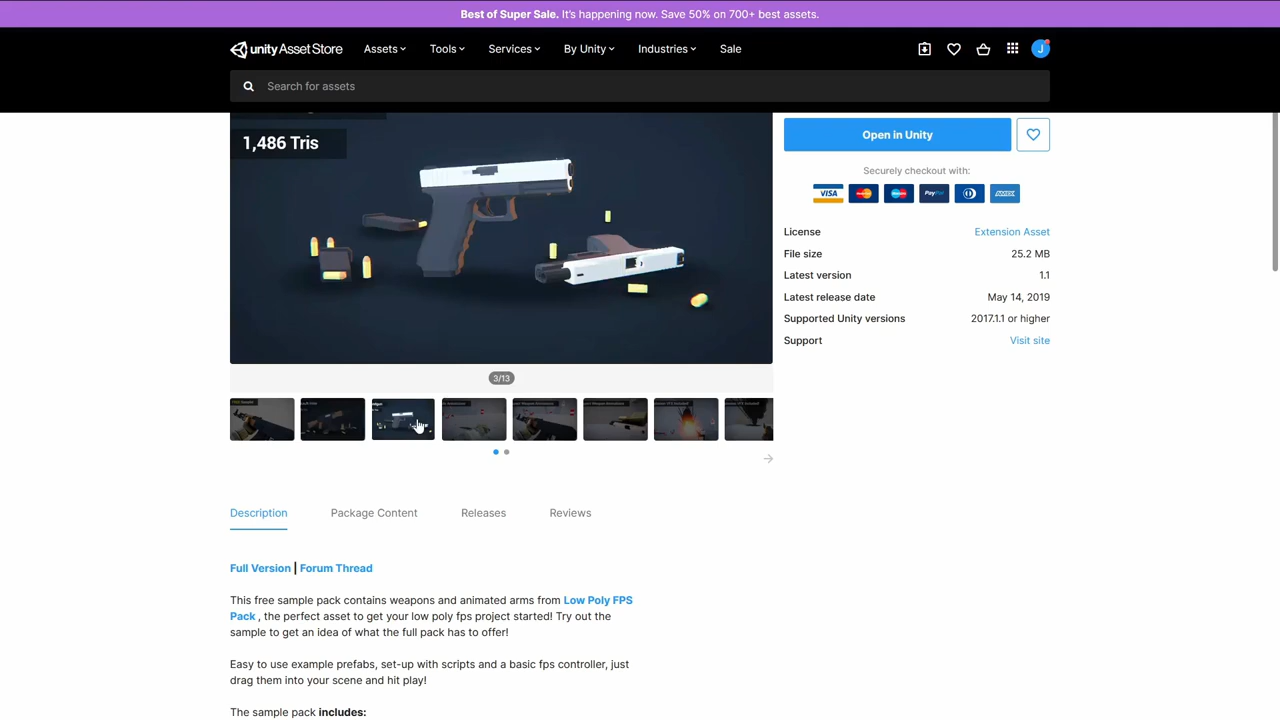 Best of Super Sale. It's happening now. Save 50% on 700+ best assets.
unity Asset Store
Assets
Tools
Services
By Unity
Industries
Sale
J
Search for assets
1,486 Tris
Open in Unity
Securely checkout with:
VISA
PayPal
AMEX
License
Extension Asset
File size
25.2 MB
Latest version
1.1
Latest release date
May 14, 2019
Supported Unity versions
2017.1.1 or higher
Support
Visit site
3/13
Description
Package Content
Releases
Reviews
Full Version | Forum Thread
This free sample pack contains weapons and animated arms from Low Poly FPS
Pack , the perfect asset to get your low poly fps project started! Try out the
sample to get an idea of what the full pack has to offer!
Easy to use example prefabs, set-up with scripts and a basic fps controller, just
drag them into your scene and hit play!
The sample pack includes: